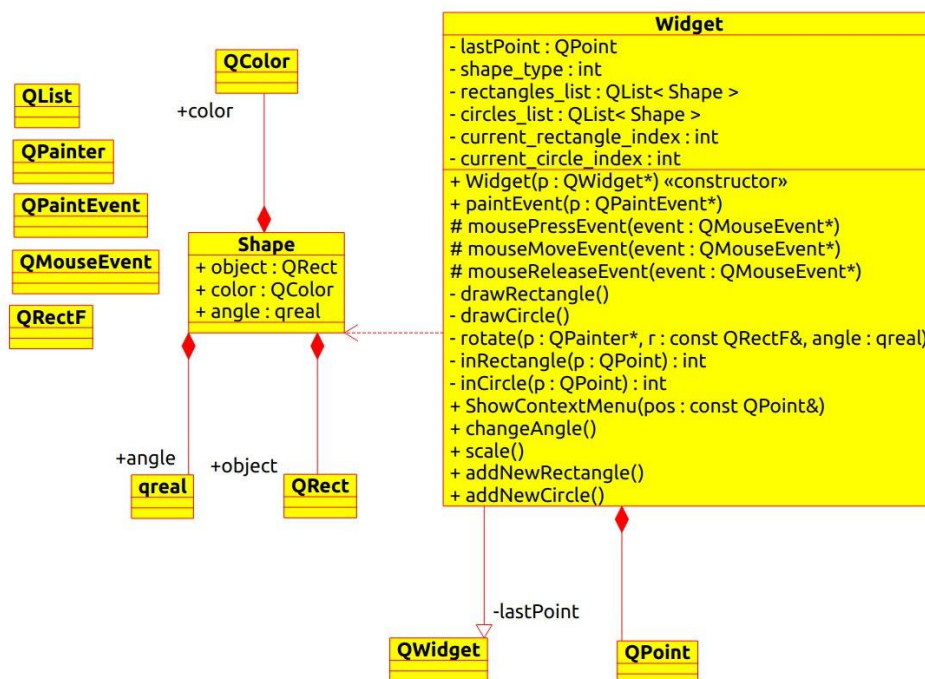 Widget
- lastPoint : QPoint
- shape_type : int
- rectangles_list : QList< Shape >
- circles_list : QList< Shape >
- current_rectangle_index : int
- current_circle_index : int
+ Widget(p : QWidget*) «constructor»
+ paintEvent(p : QPaintEvent*)
# mousePressEvent(event : QMouseEvent*)
# mouseMoveEvent(event : QMouseEvent*)
# mouseReleaseEvent(event : QMouseEvent*)
- drawRectangle()
- drawCircle()
- rotate(p : QPainter*, r : const QRectF&, angle : qreal)
- inRectangle(p : QPoint) : int
- inCircle(p : QPoint) : int
+ ShowContextMenu(pos : const QPoint&)
+ changeAngle()
+ scale()
+ addNewRectangle()
+ addNewCircle()
QColor
+color
QList
QPainter
QPaintEvent
QMouseEvent
QRectF
Shape
+ object : QRect
+ color : QColor
+ angle : qreal
+angle
+object
qreal
QRect
-lastPoint
QWidget
QPoint